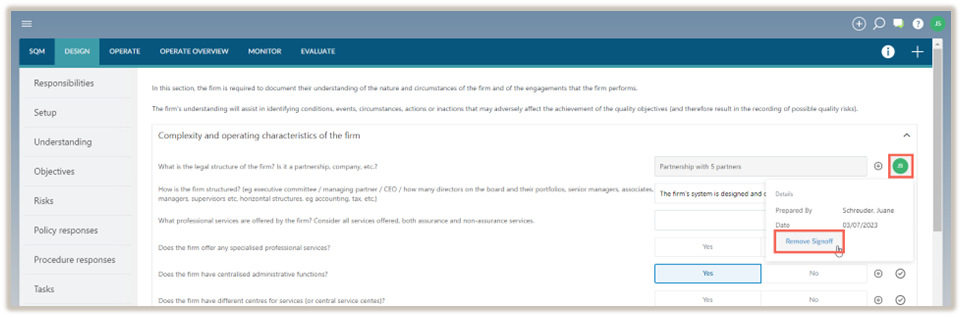 JS
SQM DESIGN OPERATE OPERATE OVERVIEW MONITOR EVALUATE
Responsibilities
Setup
Understanding
Objectives
Risks
Policy responses
Procedure responses
Tasks
In this section, the firm is required to document their understanding of the nature and circumstances of the firm and of the engagements that the firm performs.
The firm's understanding will assist in identifying conditions, events, circumstances, actions or inactions that may adversely affect the achievement of the quality objectives (and therefore result in the recording of possible quality risks).
Complexity and operating characteristics of the firm
What is the legal structure of the firm? Is it a partnership, company, etc.? Partnership with 5 partners JS
How is the firm structured? (eg executive committee / managing partner / CEO / how many directors on the board and their portfolios, senior managers, associates,
managers, supervisors etc, horizontal structures. eg accounting, tax. etc.) The firm's system is designed and
What professional services are offered by the firm? Consider all services offered, both assurance and non-assurance services.
Does the firm offer any specialised professional services? Yes
Does the firm have centralised administrative functions? Yes No
Does the firm have different centres for services (or central service centes)? Yes No
Details
Prepared By Schreuder, Juane
Date 03/07/2023
Remove Signoff